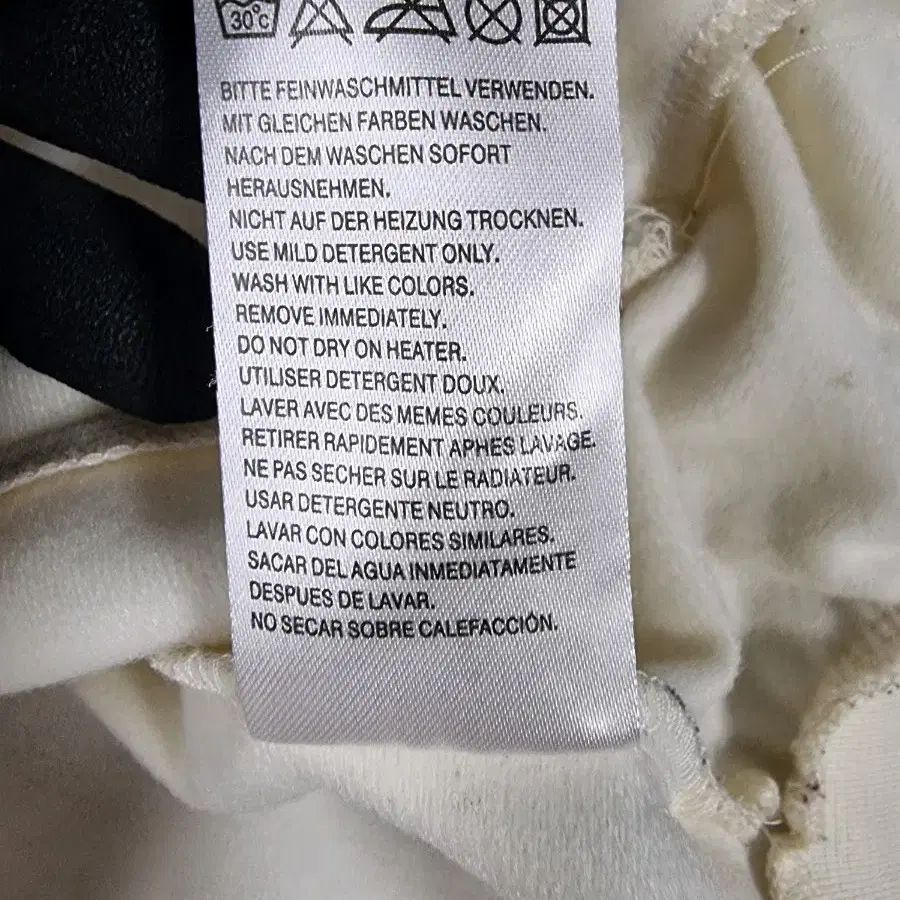 30°C
BITTE FEINWASCHMITTEL VERWENDEN.
MIT GLEICHEN FARBEN WASCHEN.
NACH DEM WASCHEN SOFORT
HERAUSNEHMEN.
NICHT AUF DER HEIZUNG TROCKNEN.
USE MILD DETERGENT ONLY.
WASH WITH LIKE COLORS.
REMOVE IMMEDIATELY.
DO NOT DRY ON HEATER.
UTILISER DETERGENT DOUX.
LAVER AVEC DES MEMES COULEURS.
RETIRER RAPIDEMENT APHES LAVAGE.
NE PAS SECHER SUR LE RADIATEUR.
USAR DETERGENTE NEUTRO.
LAVAR CON COLORES SIMILARES.
SACAR DEL AGUA INMEDIATAMENTE
DESPUES DE LAVAR.
NO SECAR SOBRE CALEFACCIÓN.